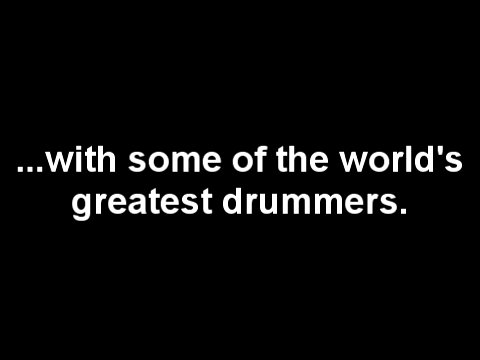 ...with some of the world's
greatest drummers.